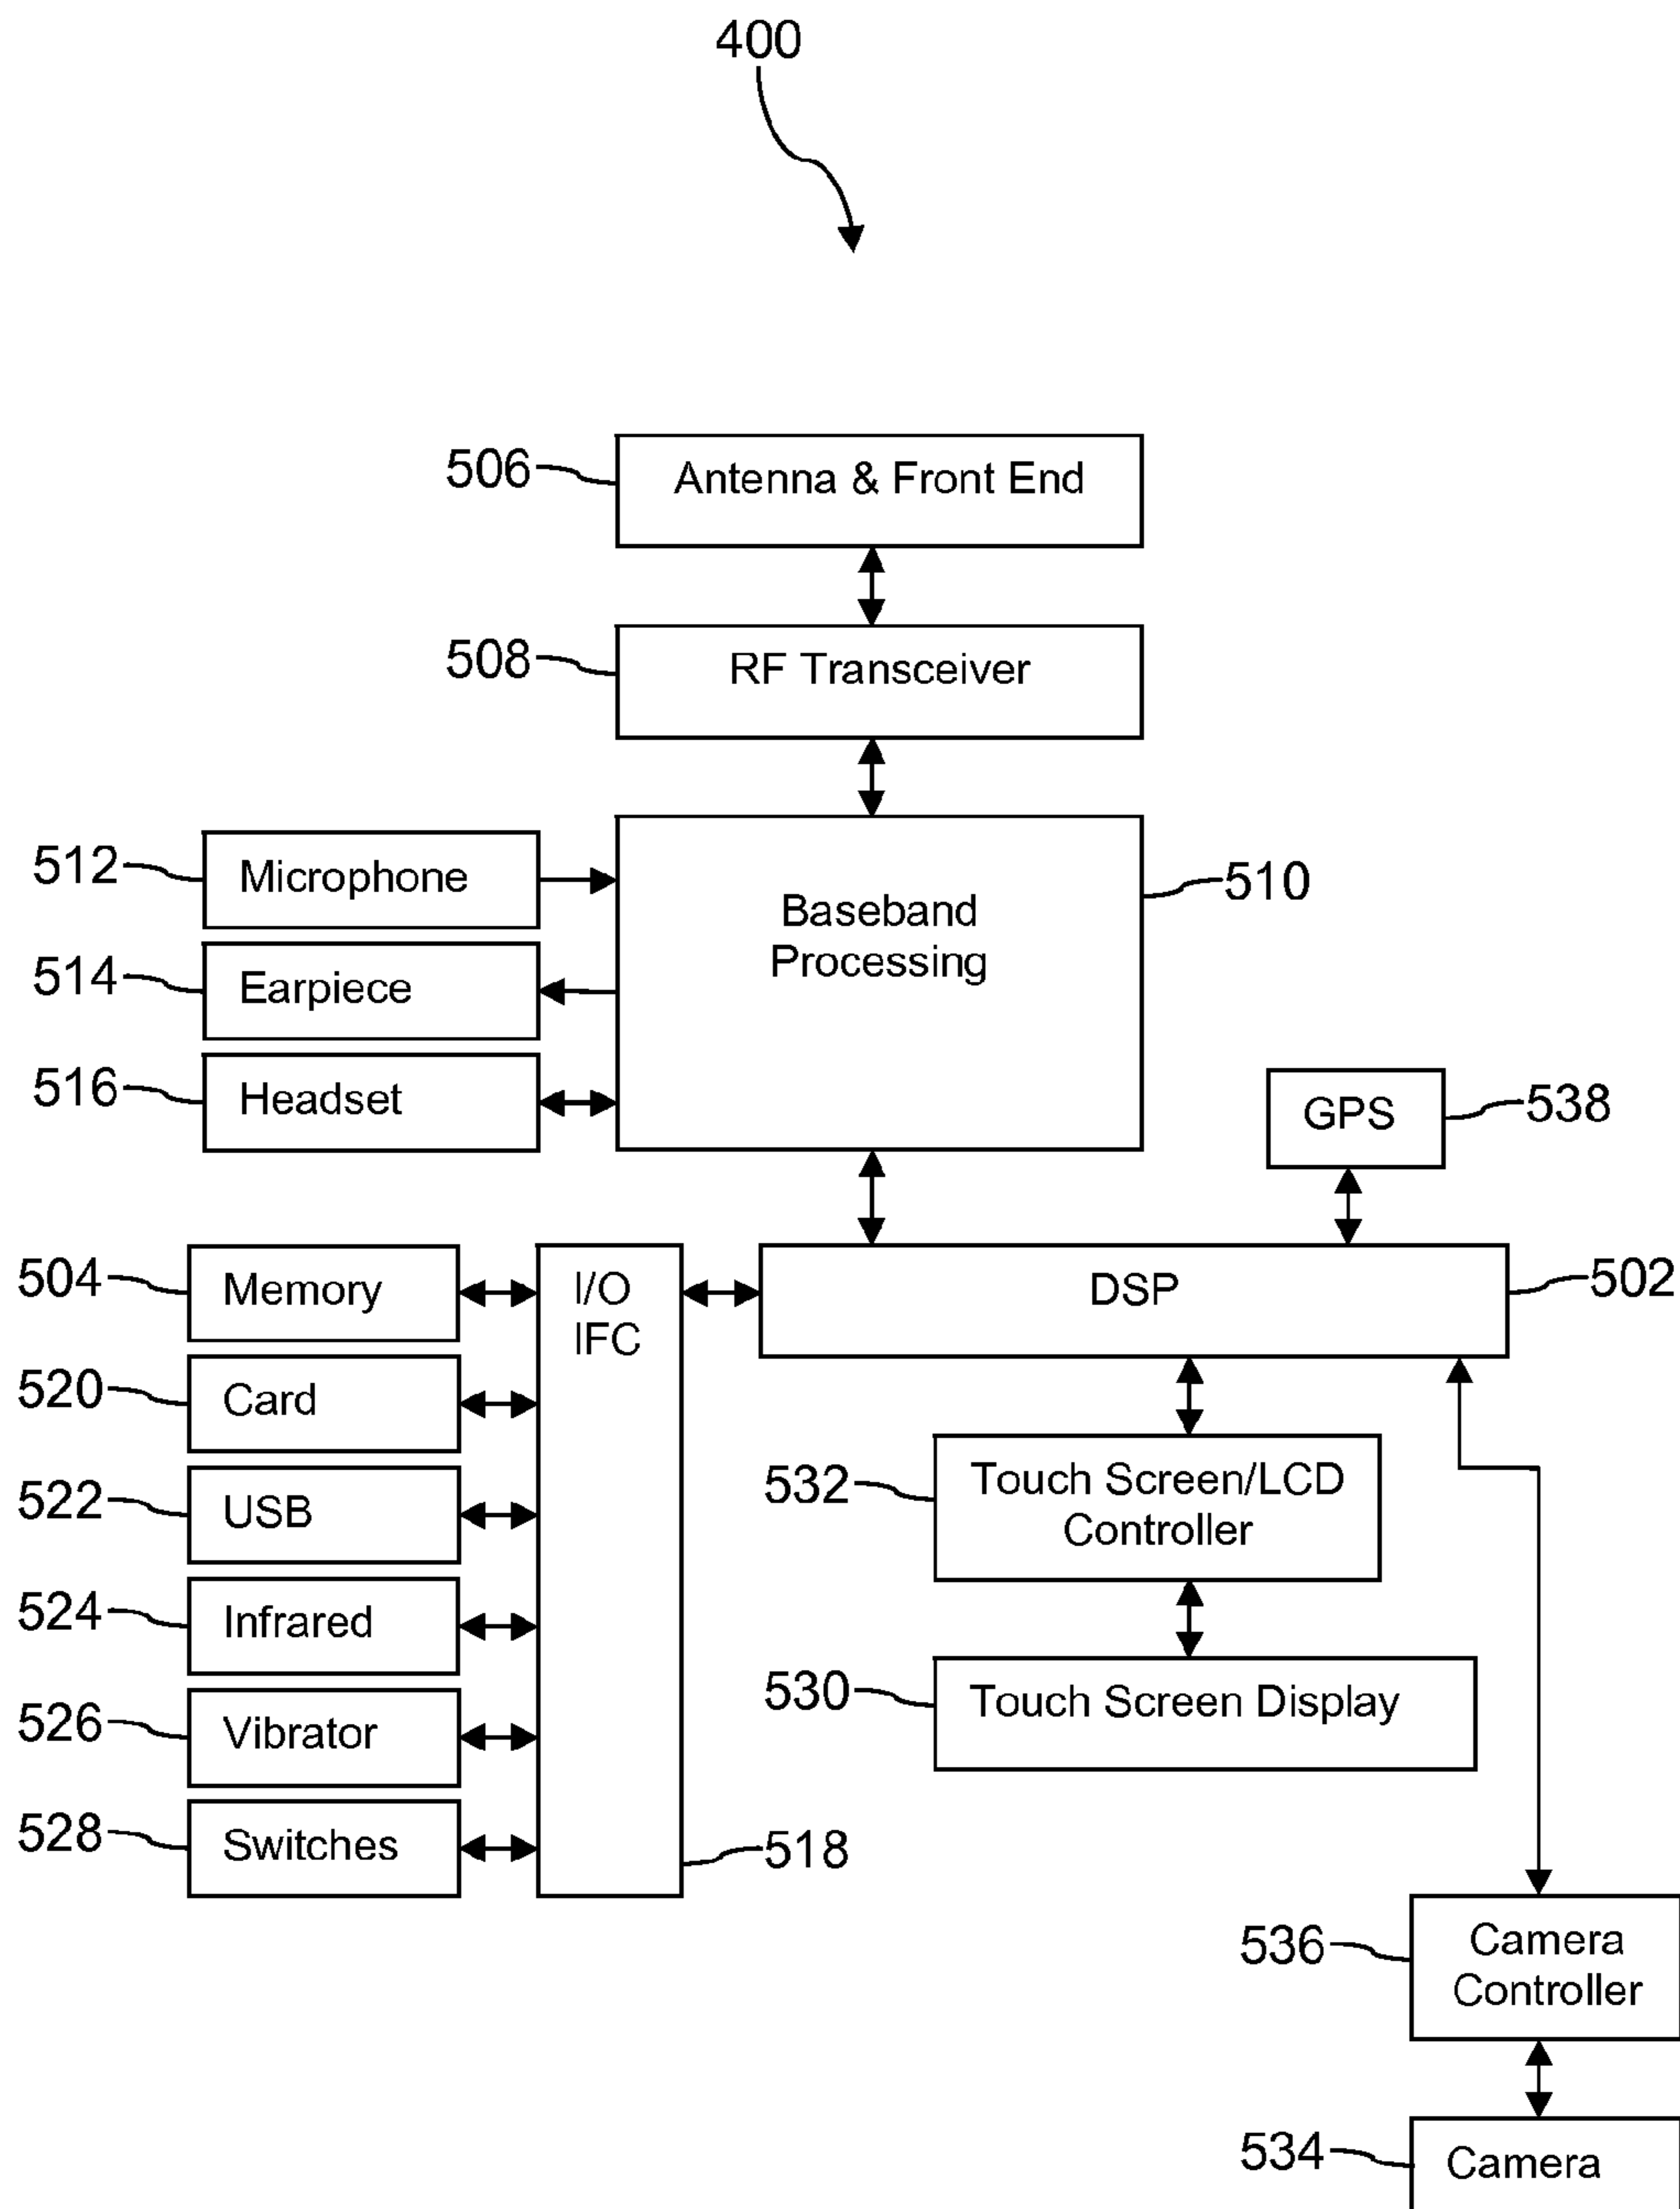 400
506
Antenna & Front End
508
RF Transceiver
512
Microphone
Baseband
Processing
510
514
Earpiece
516
Headset
GPS
538
504
Memory
I/O
IFC
DSP
502
520
Card
522
USB
532
Touch Screen/LCD
Controller
524
Infrared
526
Vibrator
530
Touch Screen Display
528
Switches
518
536
Camera
Controller
534
Camera